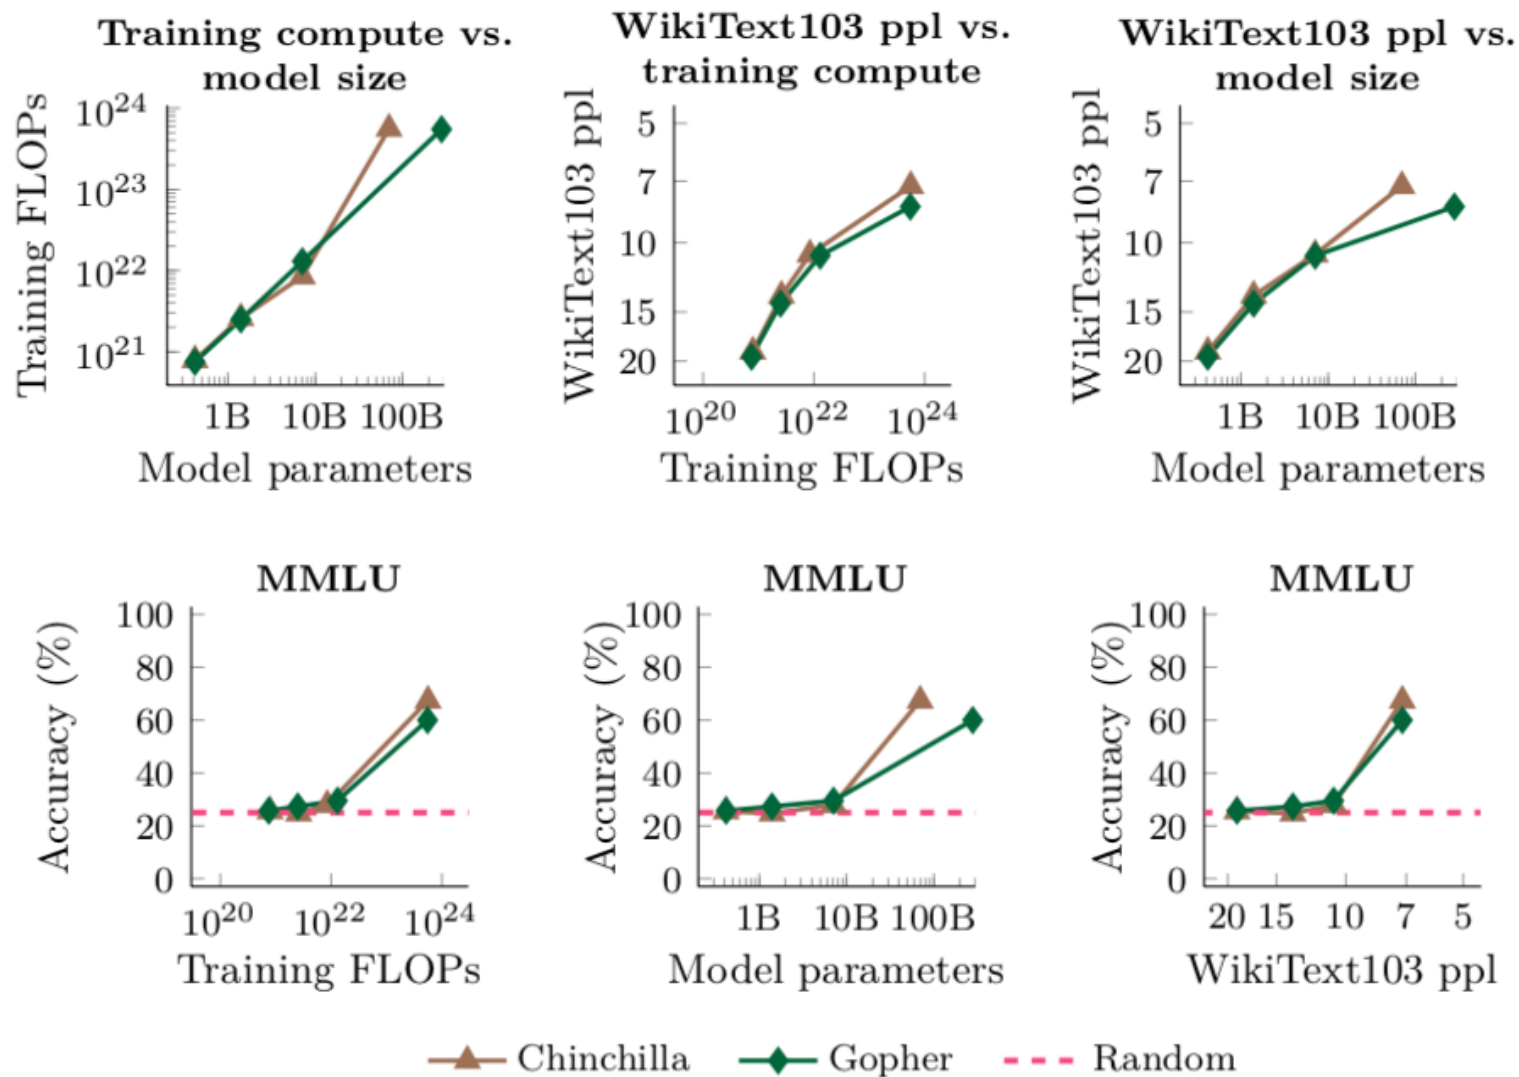 Training compute vs.
model size
10^24
10^23
10^22
10^21
Training FLOPs
1B 10B 100B
Model parameters
WikiText103 ppl vs.
training compute
5
7
10
15
20
WikiText103 ppl
10^20 10^22 10^24
Training FLOPs
WikiText103 ppl vs.
model size
5
7
10
15
20
WikiText103 ppl
1B 10B 100B
Model parameters
MMLU
100
80
60
40
20
0
Accuracy (%)
10^20 10^22 10^24
Training FLOPs
MMLU
100
80
60
40
20
0
Accuracy (%)
1B 10B 100B
Model parameters
MMLU
100
80
60
40
20
0
Accuracy (%)
20 15 10 7 5
WikiText103 ppl
Chinchilla Gopher Random